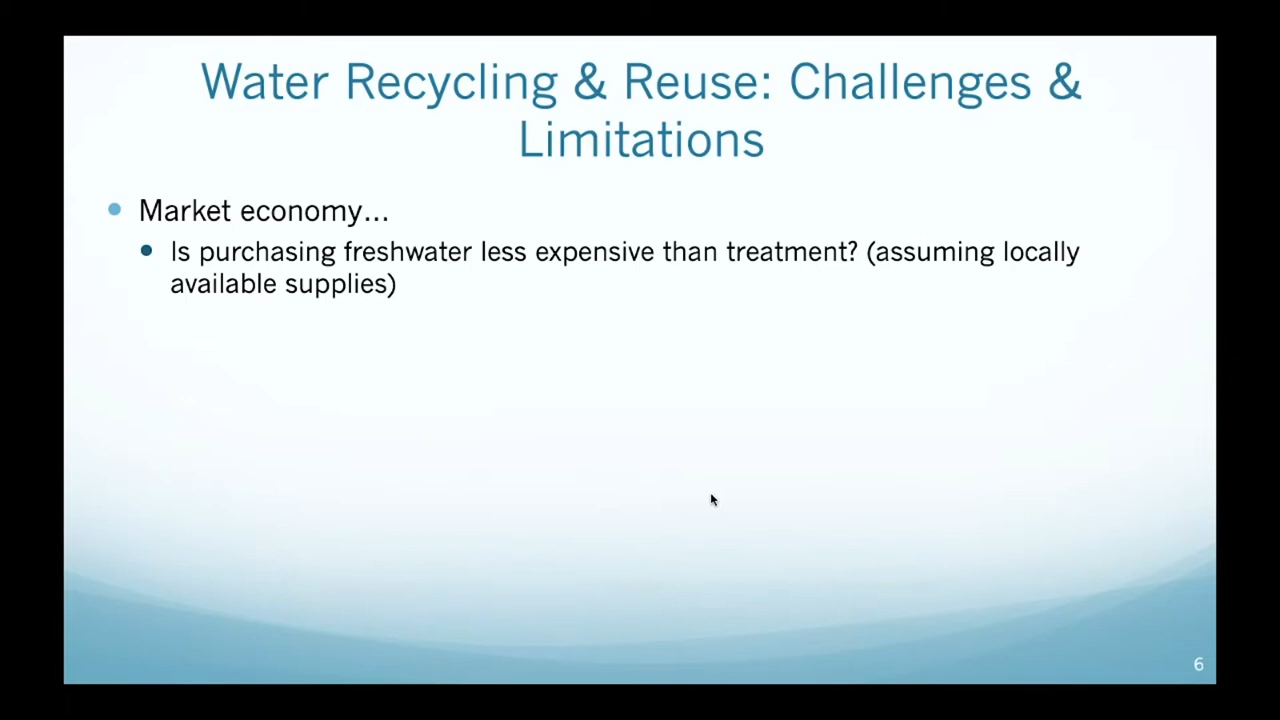 Water Recycling & Reuse: Challenges &
Limitations
Market economy...
Is purchasing freshwater less expensive than treatment? (assuming locally
available supplies)
6